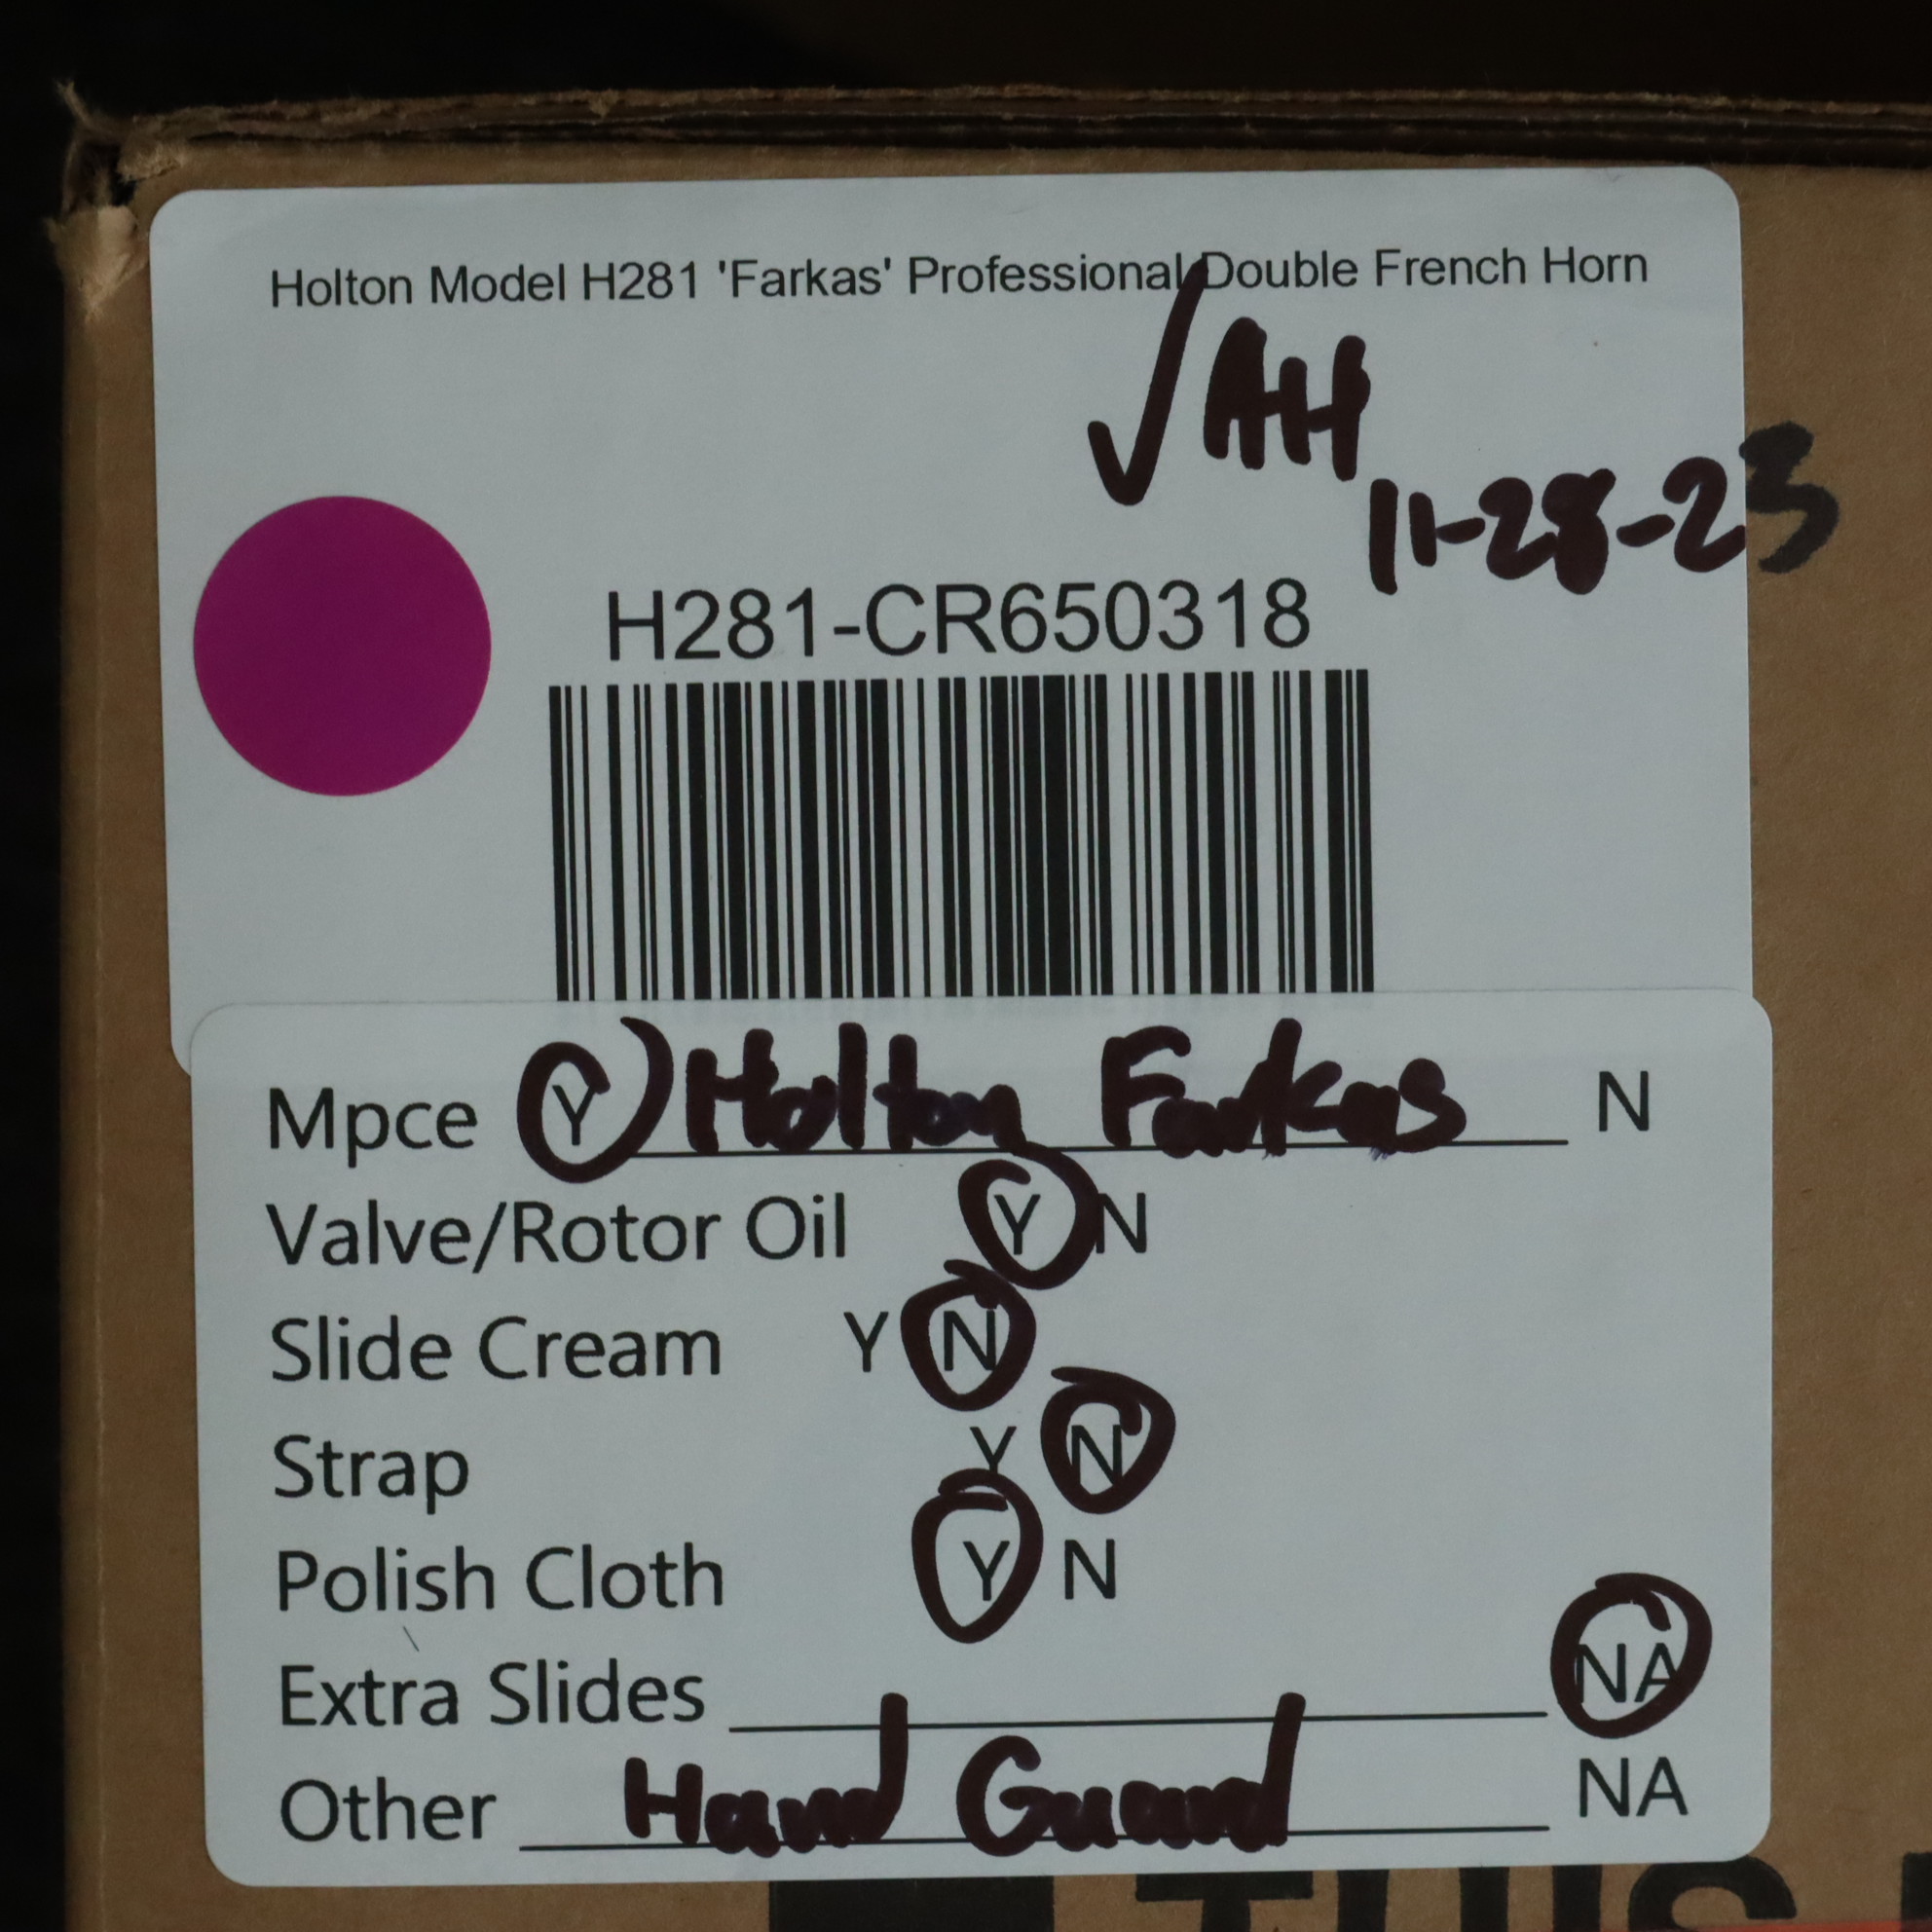 Holton Model H281 'Farkas' Professional Double French Horn
√AH
11-28-23
H281-CR650318
Mpce Y Holton Farkas N
Valve/Rotor Oil Y N
Slide Cream Y N
Strap Y N
Polish Cloth Y N
Extra Slides NA
Other Hand Guard NA
THIS